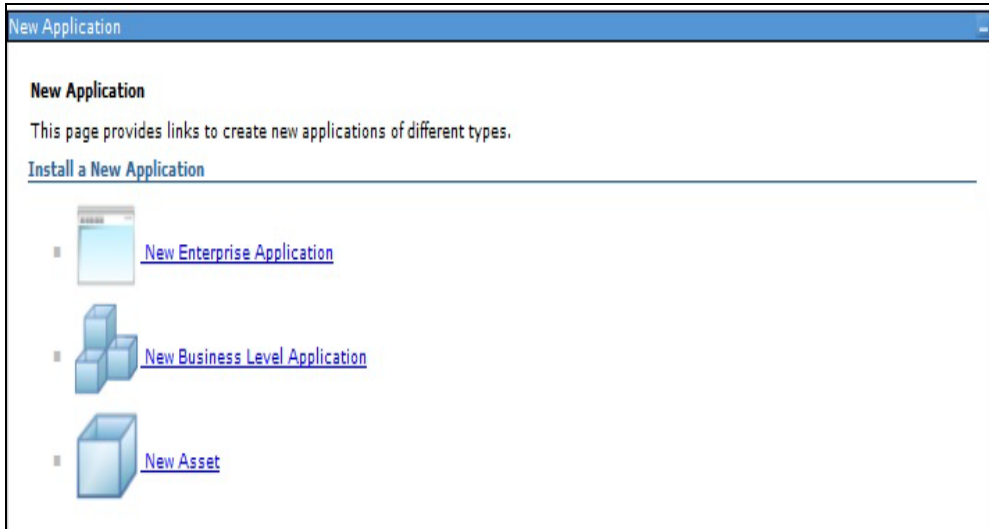 New Application
New Application
This page provides links to create new applications of different types.
Install a New Application
New Enterprise Application
New Business Level Application
New Asset